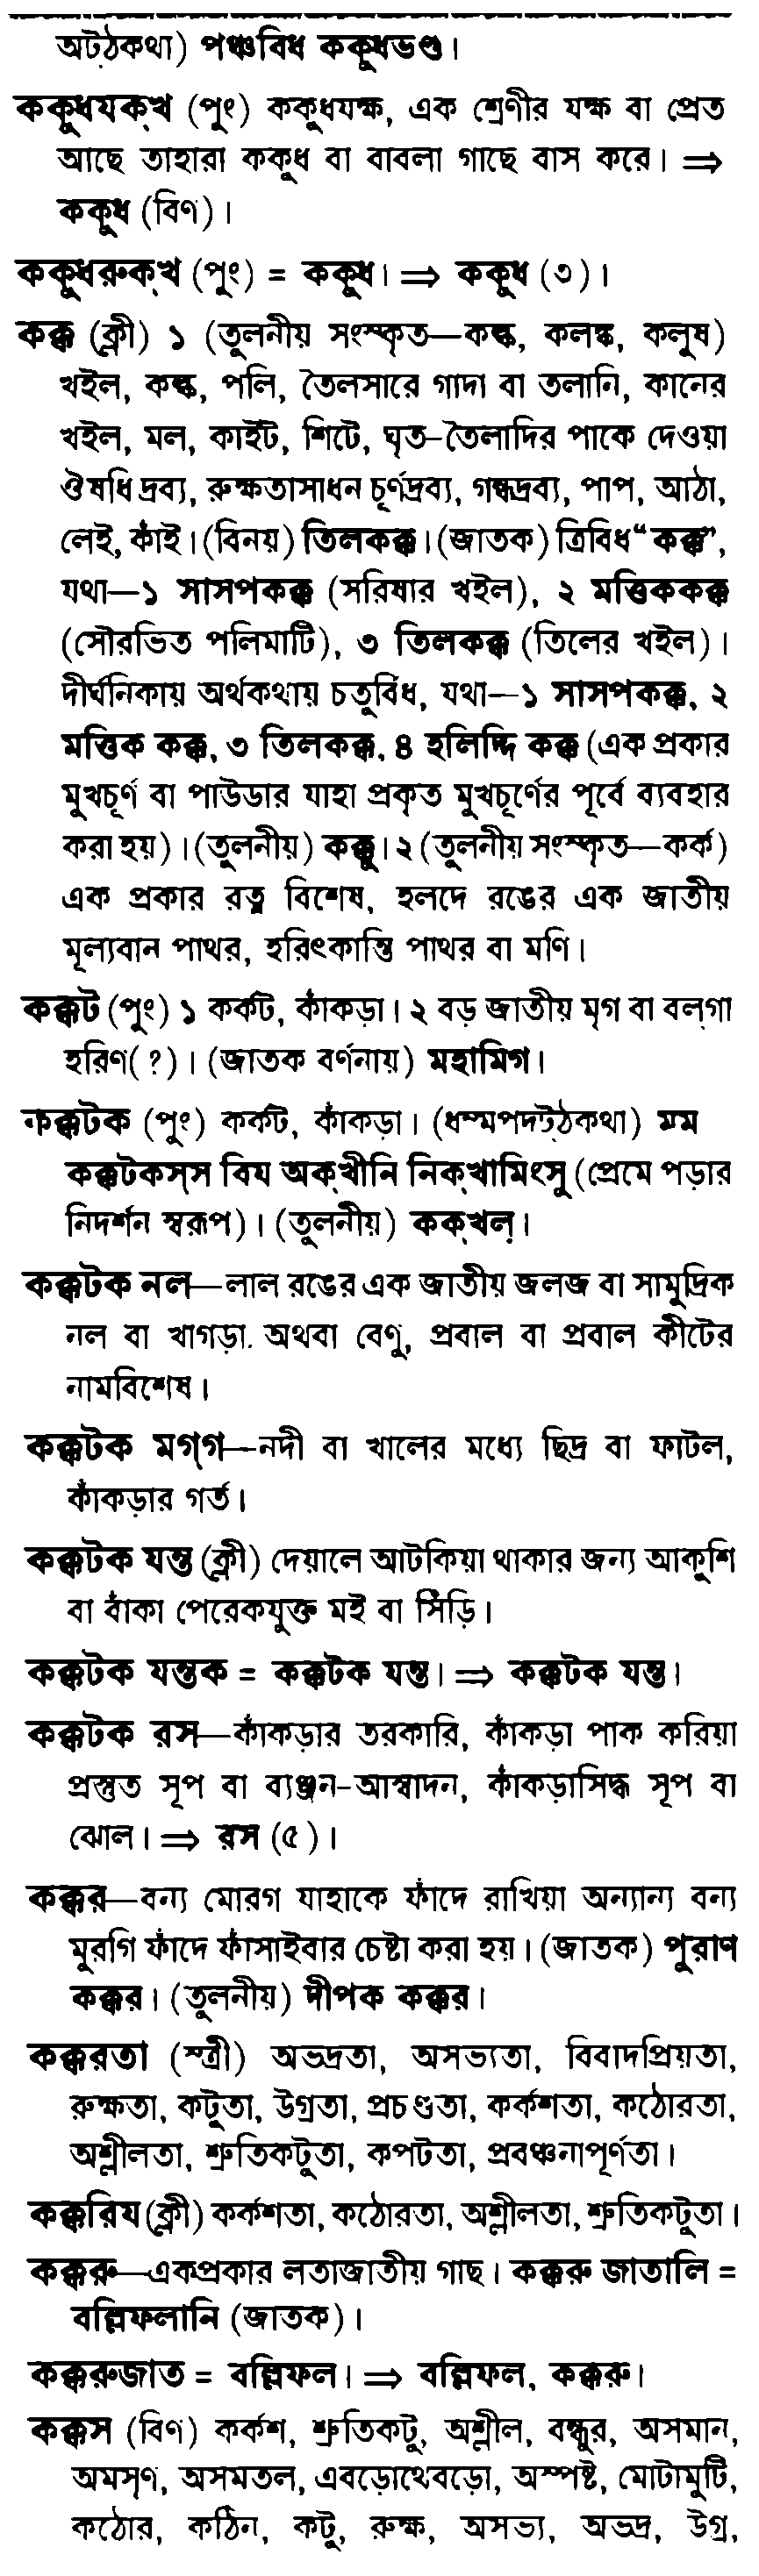 অট্ঠকথা) পঞ্চবিধ ককুধভণ্ড।
ককুধযক্খ (পুং) ককুধযক্ষ, এক শ্রেণীর যক্ষ বা প্রেত
আছে তাহারা ককুধ বা বাবলা গাছে বাস করে। ⇒
ককুধ (বিণ)।
ককুধরুক্খ (পুং) = ককুধ। ⇒ ককুধ (৩)।
কক্ক (ক্লী) ১ (তুলনীয় সংস্কৃত—কল্ক, কলঙ্ক, কলুষ)
খইল, কল্ক, পলি, তৈলসারে গাদা বা তলানি, কানের
খইল, মল, কাইট, শিটে, ঘৃত-তৈলাদির পাকে দেওয়া
ঔষধি দ্রব্য, রুক্ষতাসাধন চূর্ণদ্রব্য, গন্ধদ্রব্য, পাপ, আঠা,
লেই, কাঁই। (বিনয়) তিলকক্ক। (জাতক) ত্রিবিধ “কক্ক”,
যথা—১ সাসপকক্ক (সরিষার খইল), ২ মত্তিককক্ক
(সৌরভিত পলিমাটি), ৩ তিলকক্ক (তিলের খইল)।
দীর্ঘনিকায় অর্থকথায় চতুর্বিধ, যথা—১ সাসপকক্ক, ২
মত্তিক কক্ক, ৩ তিলকক্ক, ৪ হলিদ্দি কক্ক (এক প্রকার
মুখচূর্ণ বা পাউডার যাহা প্রকৃত মুখচূর্ণের পূর্বে ব্যবহার
করা হয়)। (তুলনীয়) কক্কু। ২ (তুলনীয় সংস্কৃত—কর্ক)
এক প্রকার রত্ন বিশেষ, হলদে রঙের এক জাতীয়
মূল্যবান পাথর, হরিৎকান্তি পাথর বা মণি।
কক্কট (পুং) ১ কর্কট, কাঁকড়া। ২ বড় জাতীয় মৃগ বা বল্গা
হরিণ(?)। (জাতক বর্ণনায়) মহামিগ।
কক্কটক (পুং) কর্কট, কাঁকড়া। (ধম্মপদট্ঠকথা) মম
কক্কটকস্স বিয অক্খীনি নিক্খামিংসু (প্রেমে পড়ার
নিদর্শন স্বরূপ)। (তুলনীয়) কক্খল্।
কক্কটক নল—লাল রঙের এক জাতীয় জলজ বা সামুদ্রিক
নল বা খাগড়া. অথবা বেণু, প্রবাল বা প্রবাল কীটের
নামবিশেষ।
কক্কটক মগ্গ—নদী বা খালের মধ্যে ছিদ্র বা ফাটল,
কাঁকড়ার গর্ত।
কক্কটক যন্ত (ক্লী) দেয়ালে আটকিয়া থাকার জন্য আকুশি
বা বাঁকা পেরেকযুক্ত মই বা সিঁড়ি।
কক্কটক যন্তক = কক্কটক যন্ত। ⇒ কক্কটক যন্ত।
কক্কটক রস—কাঁকড়ার তরকারি, কাঁকড়া পাক করিয়া
প্রস্তুত সূপ বা ব্যঞ্জন-আস্বাদন, কাঁকড়াসিদ্ধ সূপ বা
ঝোল। ⇒ রস (৫)।
কক্কর—বন্য মোরগ যাহাকে ফাঁদে রাখিয়া অন্যান্য বন্য
মুরগি ফাঁদে ফাঁসাইবার চেষ্টা করা হয়। (জাতক) পুরাণ
কক্কর। (তুলনীয়) দীপক কক্কর।
কক্করতা (স্ত্রী) অভদ্রতা, অসভ্যতা, বিবাদপ্রিয়তা,
রুক্ষতা, কটুতা, উগ্রতা, প্রচণ্ডতা, কর্কশতা, কঠোরতা,
অশ্লীলতা, শ্রুতিকটুতা, কপটতা, প্রবঞ্চনাপূর্ণতা।
কক্করিয (ক্লী) কর্কশতা, কঠোরতা, অশ্লীলতা, শ্রুতিকটুতা।
কক্করু—একপ্রকার লতাজাতীয় গাছ। কক্করু জাতালি =
বল্লিফলানি (জাতক)।
কক্করুজাত = বল্লিফল। ⇒ বল্লিফল, কক্করু।
কক্কস (বিণ) কর্কশ, শ্রুতিকটু, অশ্লীল, বন্ধুর, অসমান,
অমসৃণ, অসমতল, এবড়োথেবড়ো, অস্পষ্ট, মোটামুটি,
কঠোর, কঠিন, কটু, রুক্ষ, অসভ্য, অভদ্র, উগ্র,